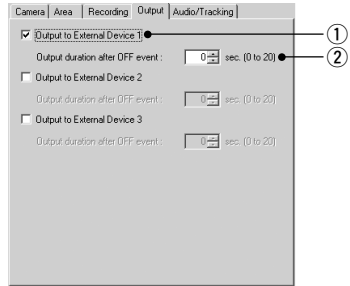 Camera Area Recording Output Audio/Tracking
Output to External Device 1 ①
Output duration after OFF event : 0 sec. (0 to 20) ②
Output to External Device 2
Output duration after OFF event : 0 sec. (0 to 20)
Output to External Device 3
Output duration after OFF event : 0 sec. (0 to 20)